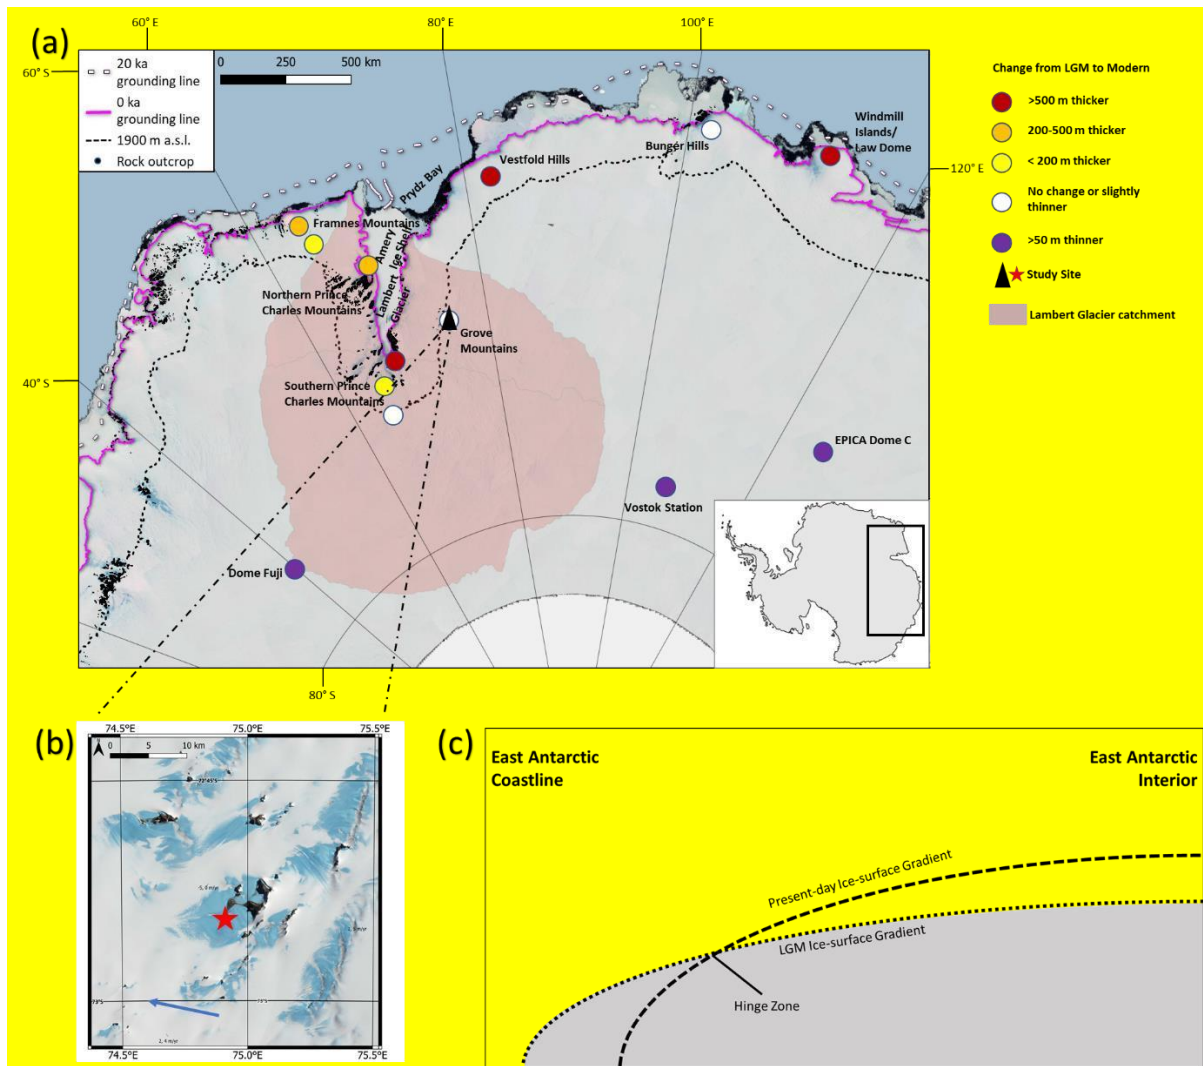 (a)
60° E
80° E
100° E
60° S
40° S
120° E
80° S
20 ka
grounding line
0 ka
grounding line
1900 m a.s.l.
Rock outcrop
0 250 500 km
Windmill
Islands/
Law Dome
Bunger Hills
Vestfold Hills
Prydz Bay
Framnes Mountains
Amery
Ice Shelf
Lambert
Glacier
Northern Prince
Charles Mountains
Grove
Mountains
Southern Prince
Charles Mountains
EPICA Dome C
Vostok Station
Dome Fuji
Change from LGM to Modern
>500 m thicker
200-500 m thicker
< 200 m thicker
No change or slightly
thinner
>50 m thinner
Study Site
Lambert Glacier catchment
(b)
74.5°E 75.0°E 75.5°E
0 5 10 km
72°45'S
73°S
74.5°E 75.0°E 75.5°E
(c)
East Antarctic
Coastline
East Antarctic
Interior
Present-day Ice-surface Gradient
LGM Ice-surface Gradient
Hinge Zone